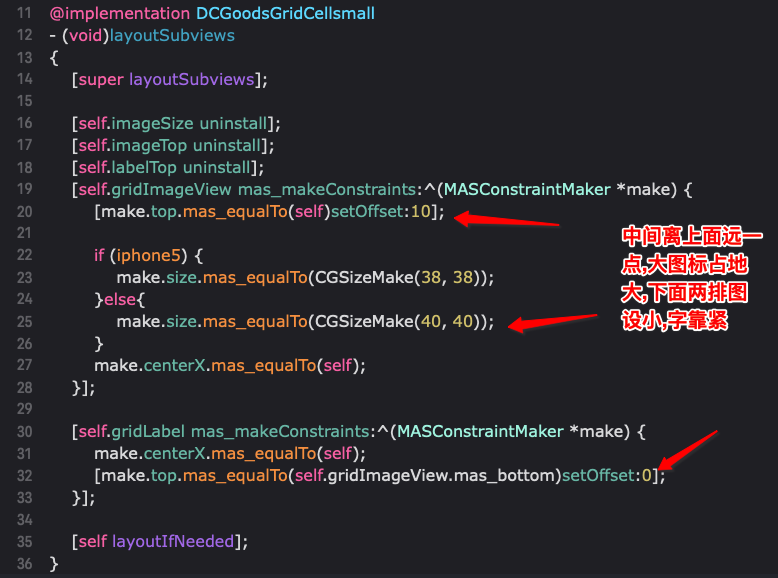 11 @implementation DCGoodsGridCellsmall
12 - (void)layoutSubviews
13 {
14 [super layoutSubviews];
15
16 [self.imageSize uninstall];
17 [self.imageTop uninstall];
18 [self.labelTop uninstall];
19 [self.gridImageView mas_makeConstraints:^(MASConstraintMaker *make) {
20 [make.top.mas_equalTo(self)setOffset:10];
21
22 if (iphone5) {
23 make.size.mas_equalTo(CGSizeMake(38, 38));
24 }else{
25 make.size.mas_equalTo(CGSizeMake(40, 40));
26 }
27 make.centerX.mas_equalTo(self);
28 }];
29
30 [self.gridLabel mas_makeConstraints:^(MASConstraintMaker *make) {
31 make.centerX.mas_equalTo(self);
32 [make.top.mas_equalTo(self.gridImageView.mas_bottom)setOffset:0];
33 }];
34
35 [self layoutIfNeeded];
36 }
中间离上面远一
点,大图标占地
大,下面两排图
设小,字靠紧